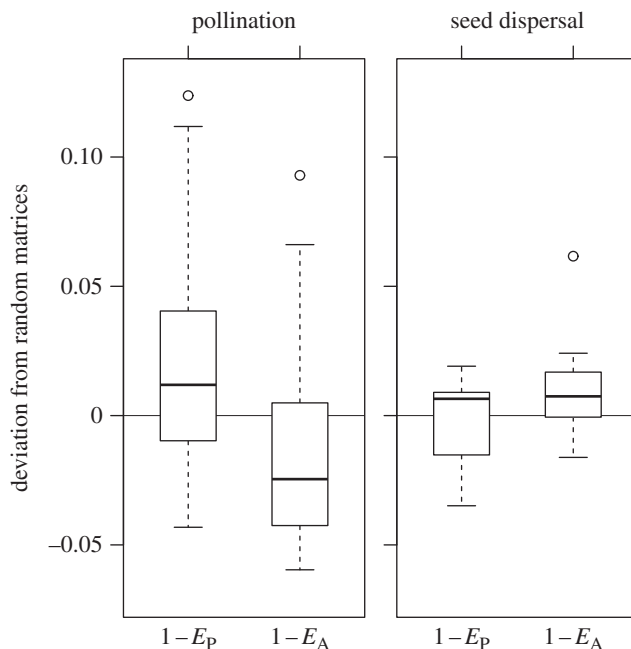 pollination
seed dispersal
deviation from random matrices
0.10
0.05
0
−0.05
1−E_P
1−E_A
1−E_P
1−E_A